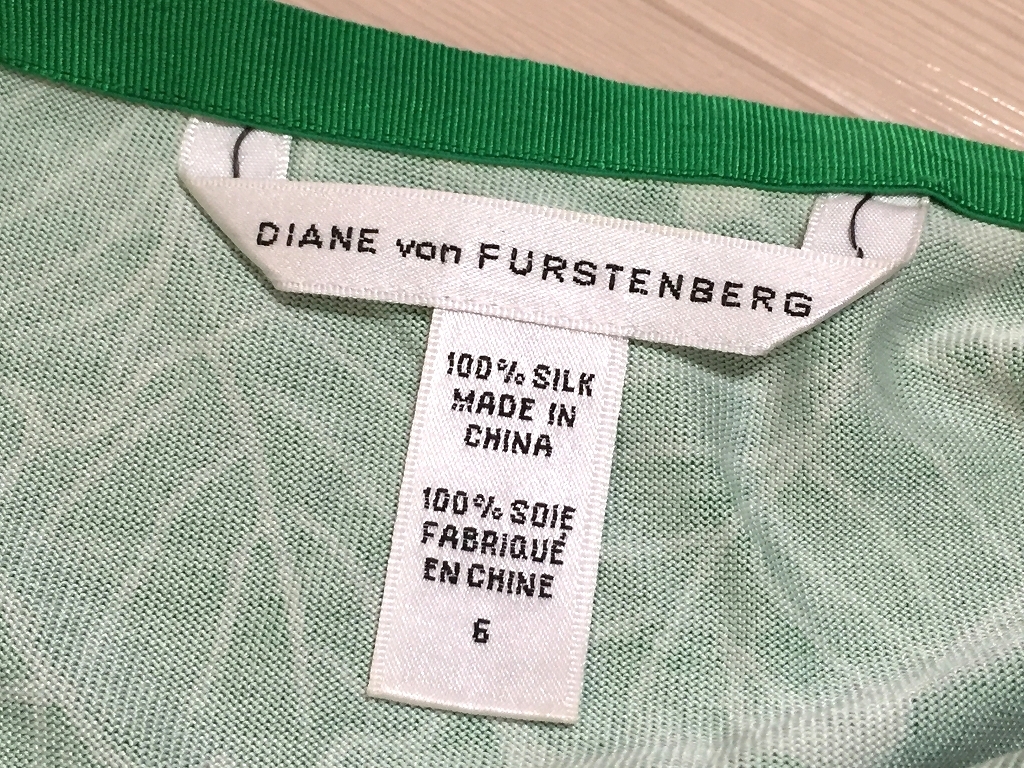 DIANE von FURSTENBERG
100% SILK
MADE IN
CHINA
100% SOIE
FABRIQUÉ
EN CHINE
6